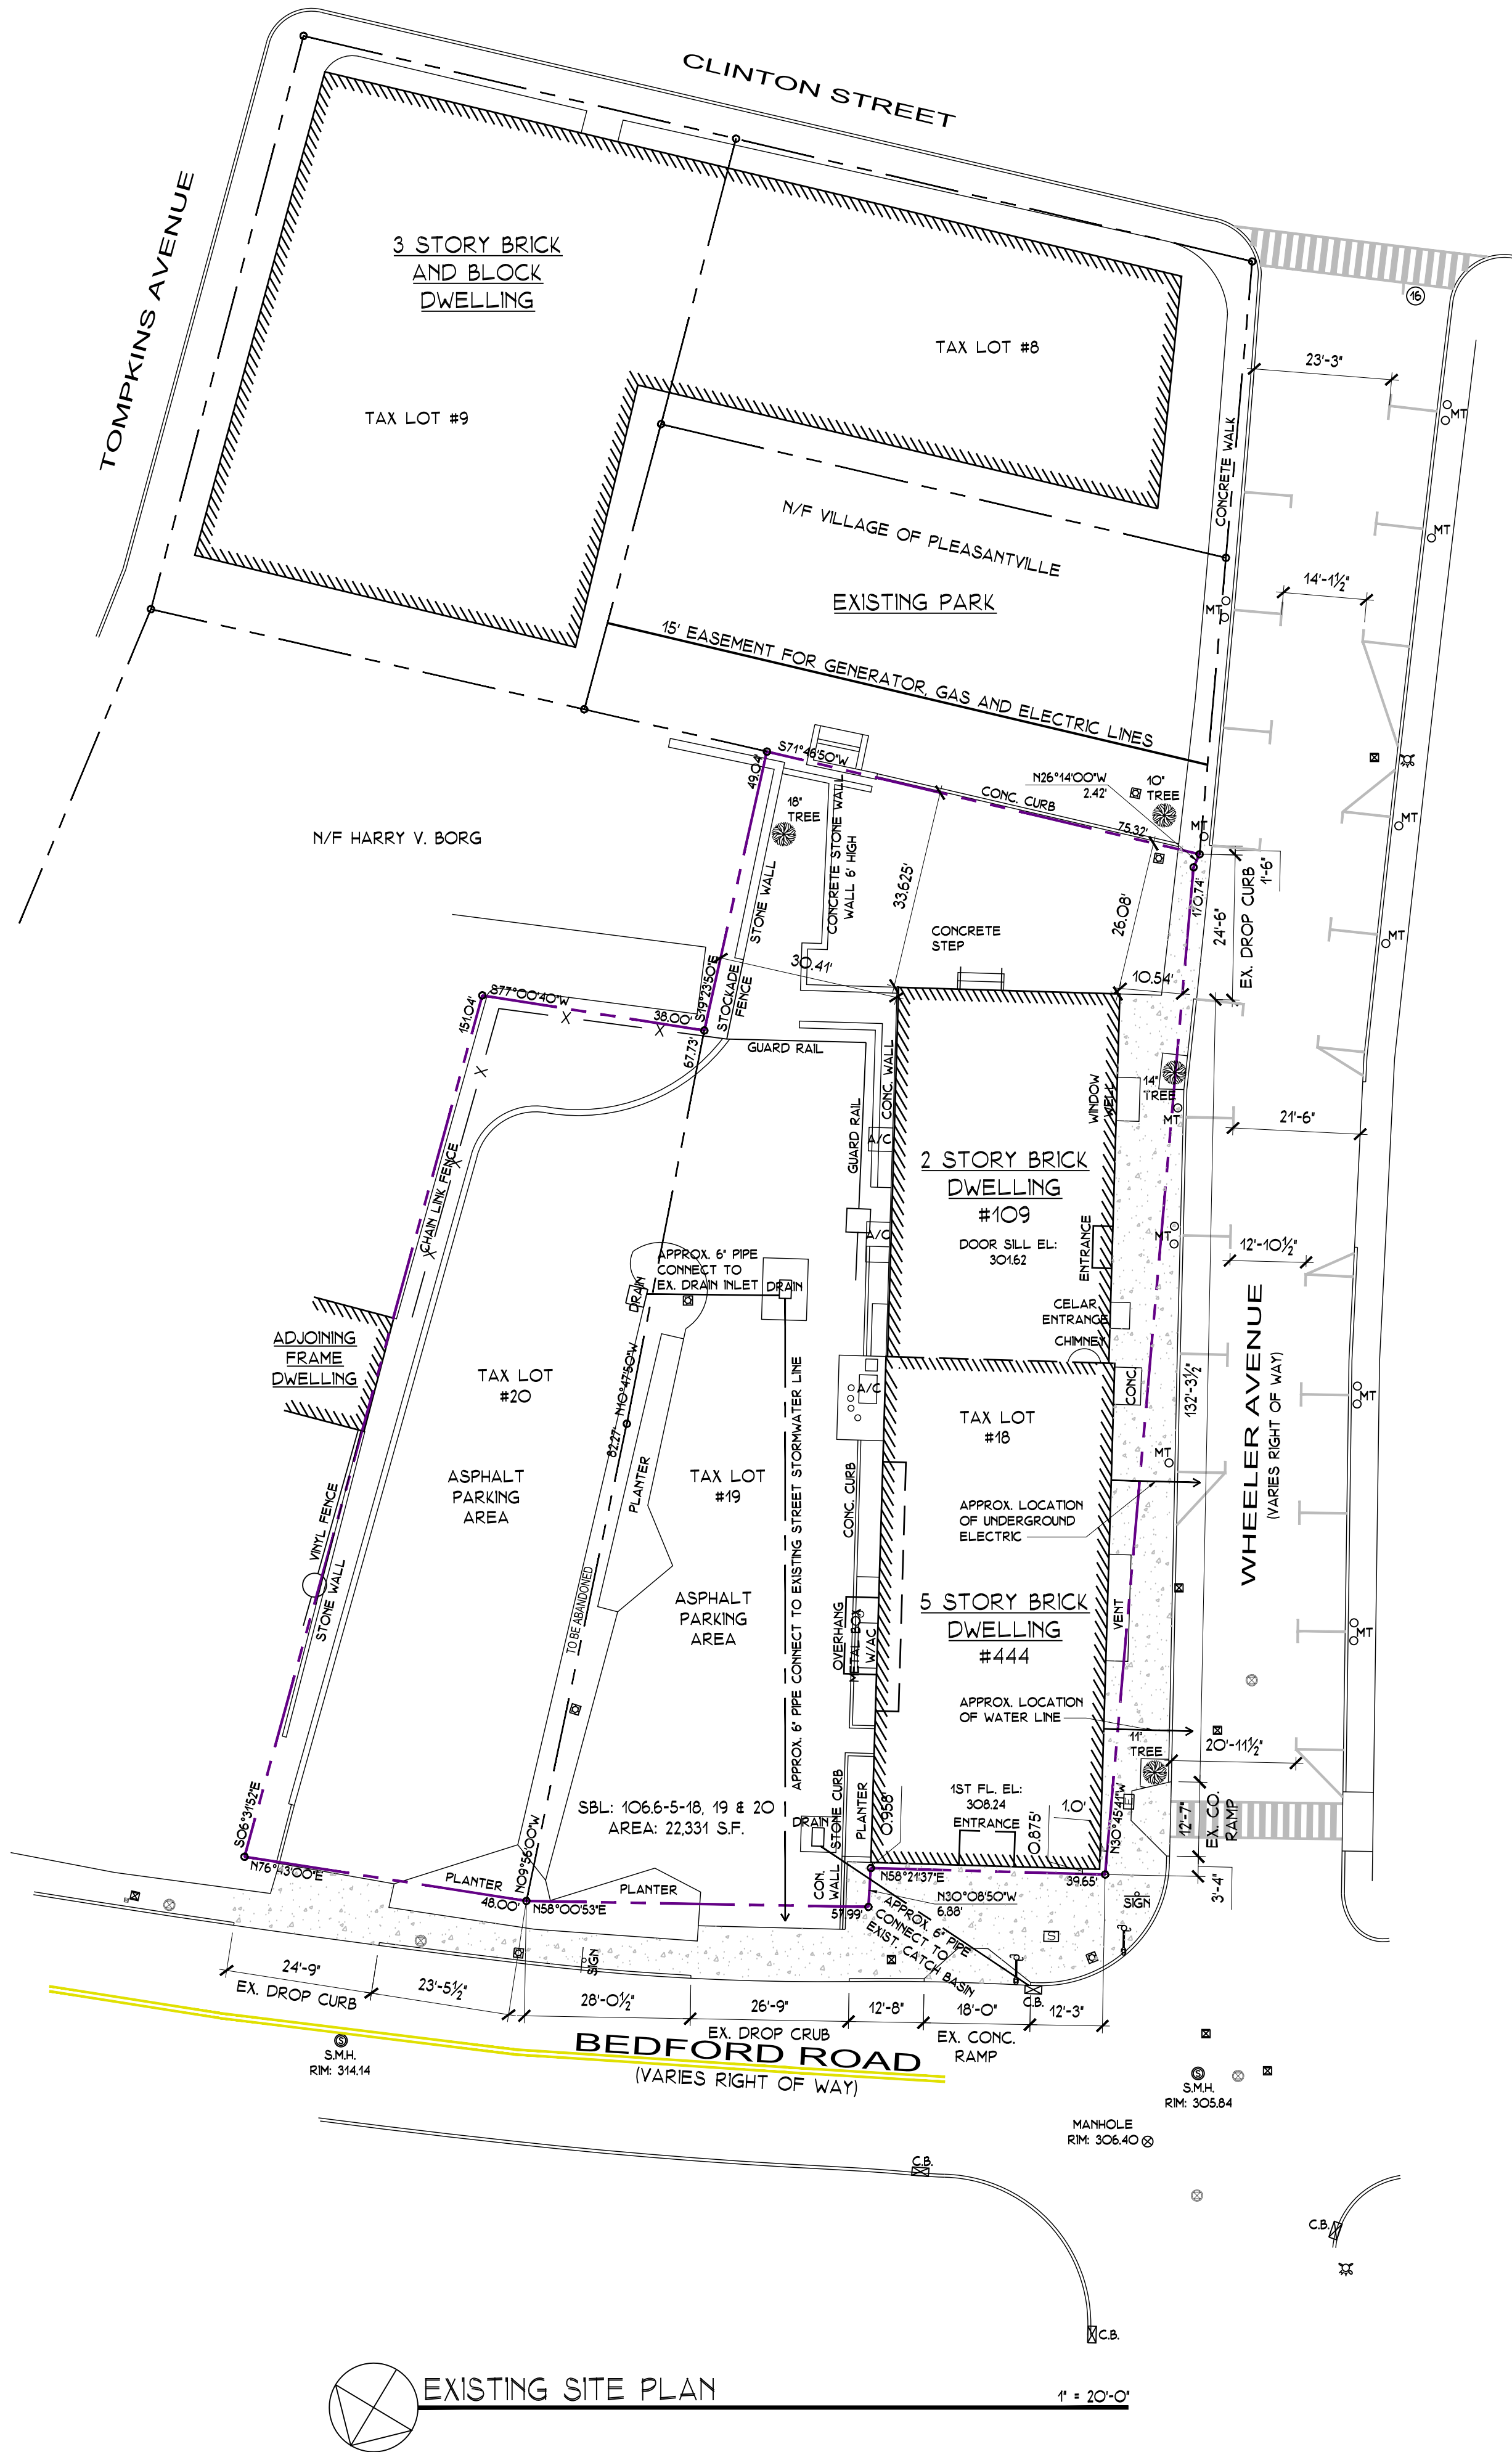 CLINTON STREET
TOMPKINS AVENUE
3 STORY BRICK
AND BLOCK
DWELLING
TAX LOT #9
TAX LOT #8
16
23'-3"
MT
MT
CONCRETE WALK
N/F VILLAGE OF PLEASANTVILLE
EXISTING PARK
14'-1½"
MT
15' EASEMENT FOR GENERATOR, GAS AND ELECTRIC LINES
S71°46'50"W
49.04'
N26°14'00"W
2.42'
10"
TREE
CONC. CURB
75.32'
MT
MT
18"
TREE
N/F HARRY V. BORG
CONCRETE STONE WALL
WALL 6' HIGH
STONE WALL
33.625'
26.08'
170.74'
1'-6"
24'-6"
EX. DROP CURB
MT
CONCRETE
STEP
30.41'
10.54'
STOCKADE
FENCE
S19°23'50"E
S77°00'40"W
38.00'
151.04'
67.73'
X
X
X
X
X
GUARD RAIL
GUARD RAIL
CONC. WALL
A/C
WINDOW
WELL
14"
TREE
MT
21'-6"
2 STORY BRICK
DWELLING
#109
DOOR SILL EL:
301.62
ENTRANCE
MT
12'-10½"
CHAIN LINK FENCE
A/C
APPROX. 6" PIPE
CONNECT TO
EX. DRAIN INLET
DRAIN
DRAIN
CELAR
ENTRANCE
CHIMNEY
ADJOINING
FRAME
DWELLING
TAX LOT
#20
N10°47'50"W
82.27'
A/C
CONC.
132'-3½"
WHEELER AVENUE
(VARIES RIGHT OF WAY)
MT
TAX LOT
#18
MT
ASPHALT
PARKING
AREA
PLANTER
TAX LOT
#19
CONC. CURB
APPROX. 6" PIPE CONNECT TO EXISTING STREET STORMWATER LINE
APPROX. LOCATION
OF UNDERGROUND
ELECTRIC
VINYL FENCE
STONE WALL
TO BE ABANDONED
ASPHALT
PARKING
AREA
OVERHANG
METAL BOX
W/AC
5 STORY BRICK
DWELLING
#444
VENT
MT
APPROX. LOCATION
OF WATER LINE
11"
TREE
20'-11½"
S06°31'52"E
SBL: 106.6-5-18, 19 & 20
AREA: 22,331 S.F.
DRAIN
STONE CURB
PLANTER
0.958'
1ST FL. EL:
308.24
ENTRANCE
1.0'
0.875'
E
N30°45'41"W
12'-7"
EX. CO.
RAMP
N76°43'00"E
PLANTER
48.00'
N09°56'00"W
N58°00'53"E
PLANTER
CON.
WALL
57.99'
N58°21'37"E
N30°08'50"W
6.88'
39.65'
SIGN
3'-4"
APPROX. 6" PIPE
CONNECT TO
EXIST. CATCH BASIN
S
SIGN
C.B.
24'-9"
EX. DROP CURB
23'-5½"
28'-0½"
26'-9"
EX. DROP CRUB
12'-8"
18'-0"
EX. CONC.
RAMP
12'-3"
BEDFORD ROAD
(VARIES RIGHT OF WAY)
S
S.M.H.
RIM: 314.14
S
S.M.H.
RIM: 305.84
MANHOLE
RIM: 306.40
C.B.
C.B.
C.B.
EXISTING SITE PLAN
1" = 20'-0"